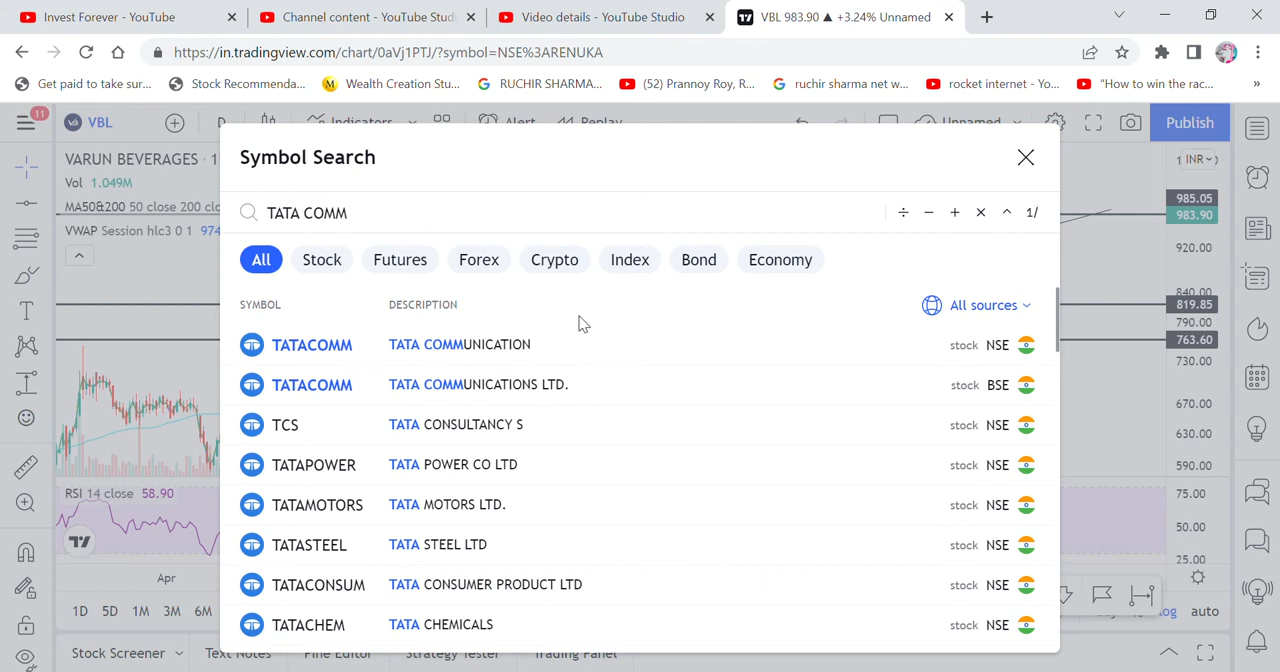 Invest Forever - YouTube
Channel content - YouTube Studi
Video details - YouTube Studio
VBL 983.90 ▲ +3.24% Unnamed
https://in.tradingview.com/chart/0aVj1PTJ/?symbol=NSE%3ARENUKA
Get paid to take sur...
Stock Recommenda...
M Wealth Creation Stu...
G RUCHIR SHARMA...
(52) Prannoy Roy, R...
G ruchir sharma net w...
rocket internet - Yo...
"How to win the rac...
»
11
VBL
D
Indicators
Alert
Replay
Unnamed
Publish
VARUN BEVERAGES · 1
Vol 1.049M
MA50&200 50 close 200 clo
VWAP Session hlc3 0 1 974
Symbol Search
TATA COMM
÷ − + × ^ 1/
All
Stock
Futures
Forex
Crypto
Index
Bond
Economy
SYMBOL
DESCRIPTION
All sources
TATACOMM TATA COMMUNICATION stock NSE
TATACOMM TATA COMMUNICATIONS LTD. stock BSE
TCS TATA CONSULTANCY S stock NSE
TATAPOWER TATA POWER CO LTD stock NSE
TATAMOTORS TATA MOTORS LTD. stock NSE
TATASTEEL TATA STEEL LTD stock NSE
TATACONSUM TATA CONSUMER PRODUCT LTD stock NSE
TATACHEM TATA CHEMICALS stock NSE
1 INR
985.05
983.90
920.00
840.00
819.85
790.00
763.60
730.00
670.00
630.00
590.00
75.00
50.00
25.00
RSI 14 close 58.90
Apr
1D 5D 1M 3M 6M
log auto
Stock Screener
Text Notes
Pine Editor
Strategy Tester
Trading Panel